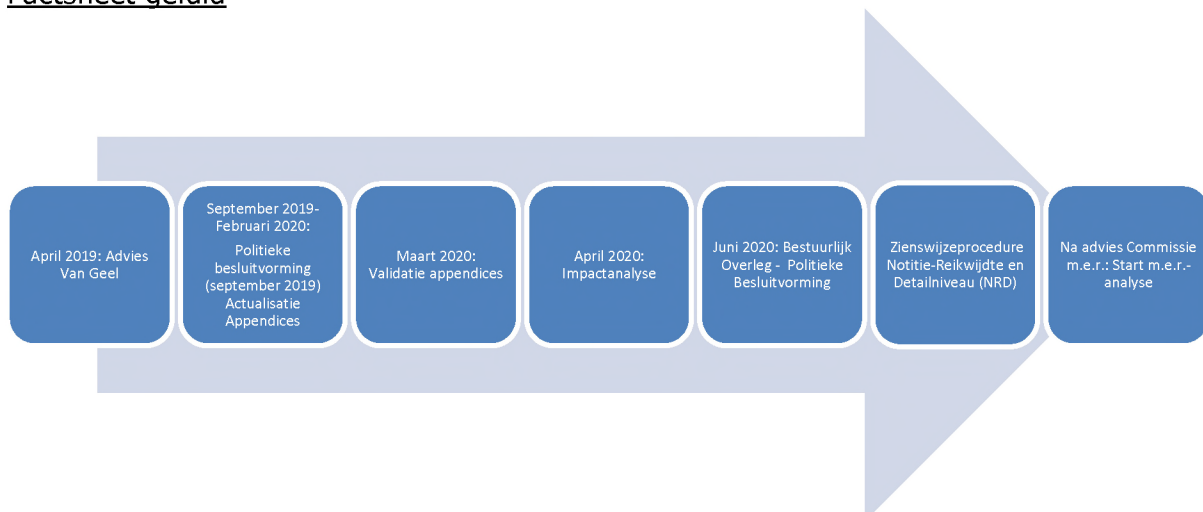 Factsheet geluid
April 2019: Advies
Van Geel
September 2019-
Februari 2020:
Politieke
besluitvorming
(september 2019)
Actualisatie
Appendices
Maart 2020:
Validatie appendices
April 2020:
Impactanalyse
Juni 2020: Bestuurlijk
Overleg - Politieke
Besluitvorming
Zienswijzeprocedure
Notitie-Reikwijdte en
Detailniveau (NRD)
Na advies Commissie
m.e.r.: Start m.e.r.-
analyse